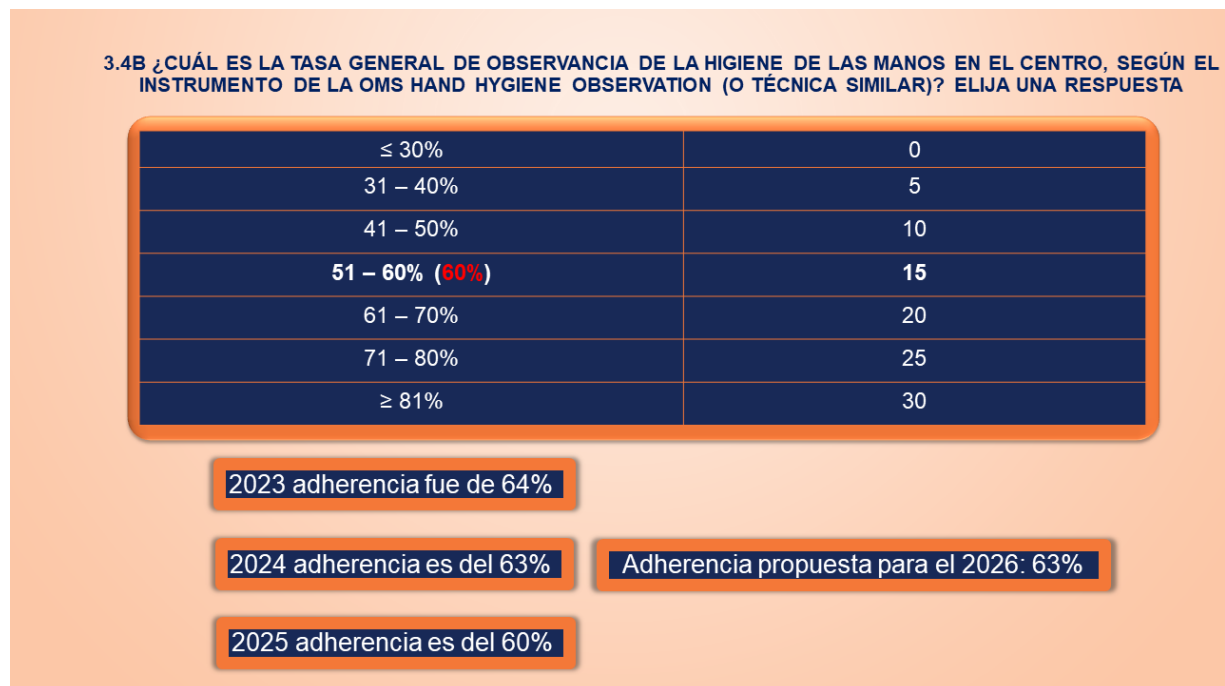 3.4B ¿CUÁL ES LA TASA GENERAL DE OBSERVANCIA DE LA HIGIENE DE LAS MANOS EN EL CENTRO, SEGÚN EL
INSTRUMENTO DE LA OMS HAND HYGIENE OBSERVATION (O TÉCNICA SIMILAR)? ELIJA UNA RESPUESTA
≤ 30% 0
31 – 40% 5
41 – 50% 10
51 – 60% (60%) 15
61 – 70% 20
71 – 80% 25
≥ 81% 30
2023 adherencia fue de 64%
2024 adherencia es del 63%
Adherencia propuesta para el 2026: 63%
2025 adherencia es del 60%